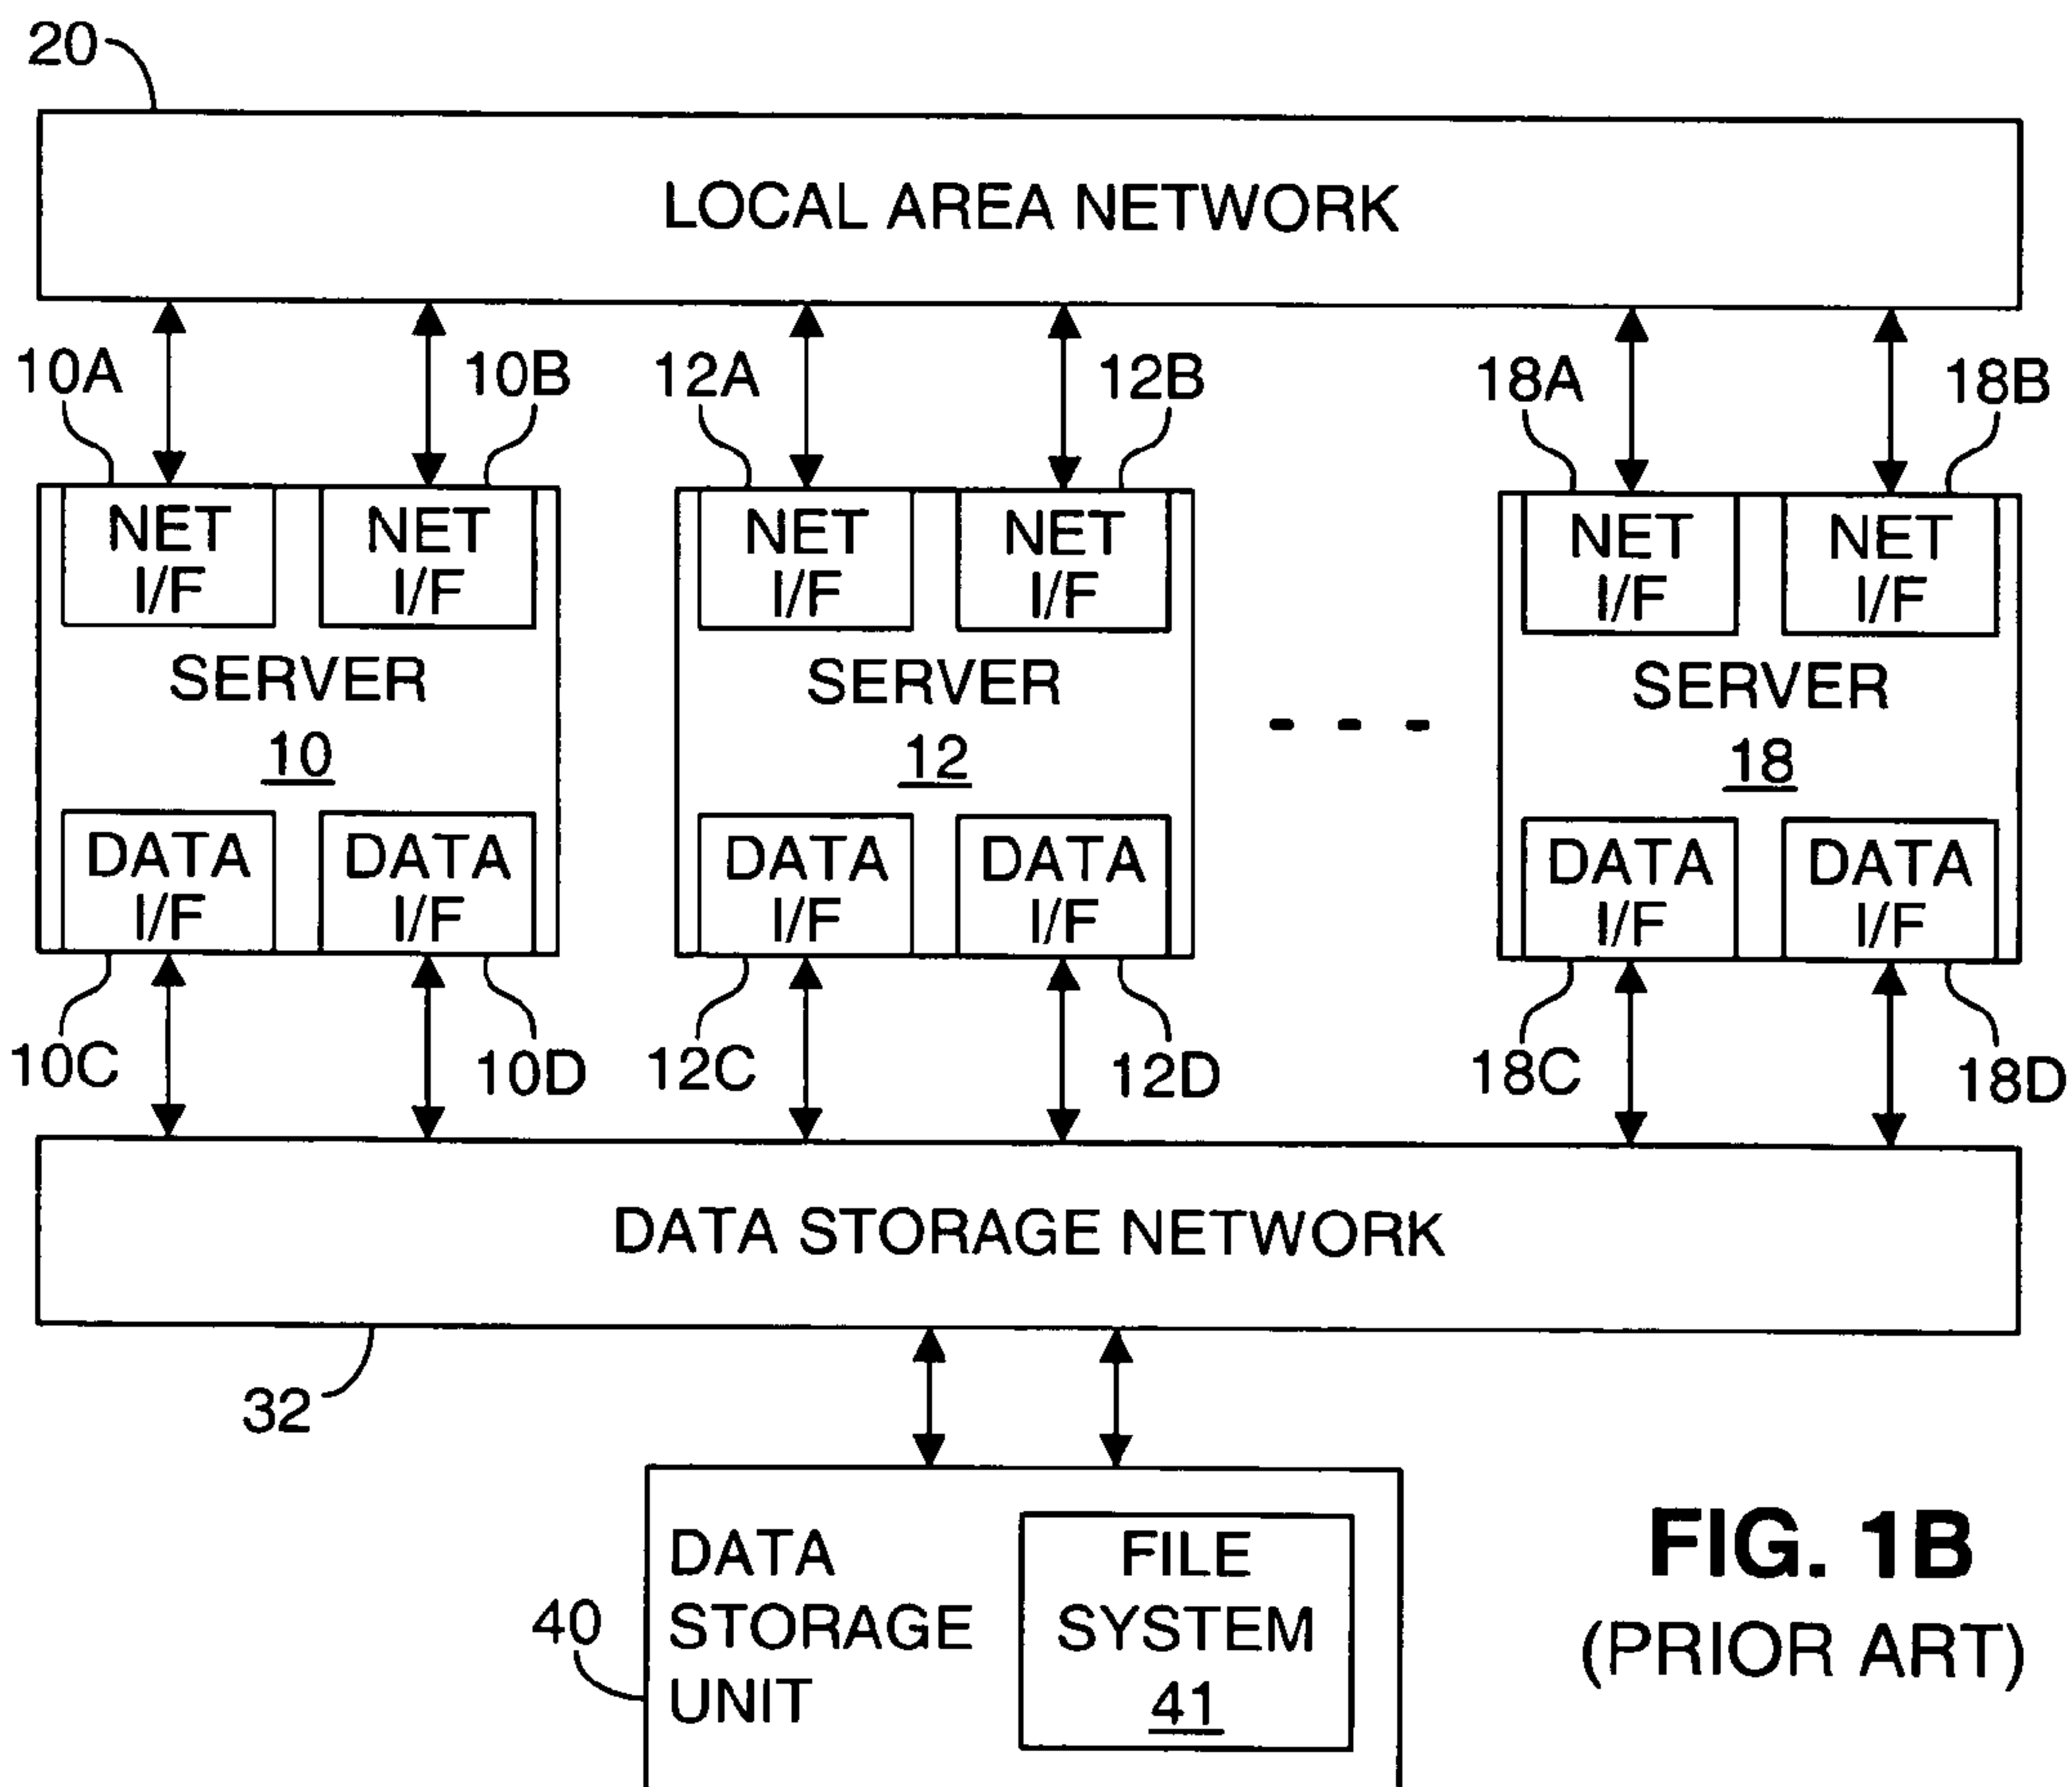 20
LOCAL AREA NETWORK
10A
10B
12A
12B
18A
18B
NET
I/F
NET
I/F
SERVER
10
DATA
I/F
DATA
I/F
NET
I/F
NET
I/F
SERVER
12
DATA
I/F
DATA
I/F
- - -
NET
I/F
NET
I/F
SERVER
18
DATA
I/F
DATA
I/F
10C
10D
12C
12D
18C
18D
DATA STORAGE NETWORK
32
40
DATA
STORAGE
UNIT
FILE
SYSTEM
41
FIG. 1B
(PRIOR ART)